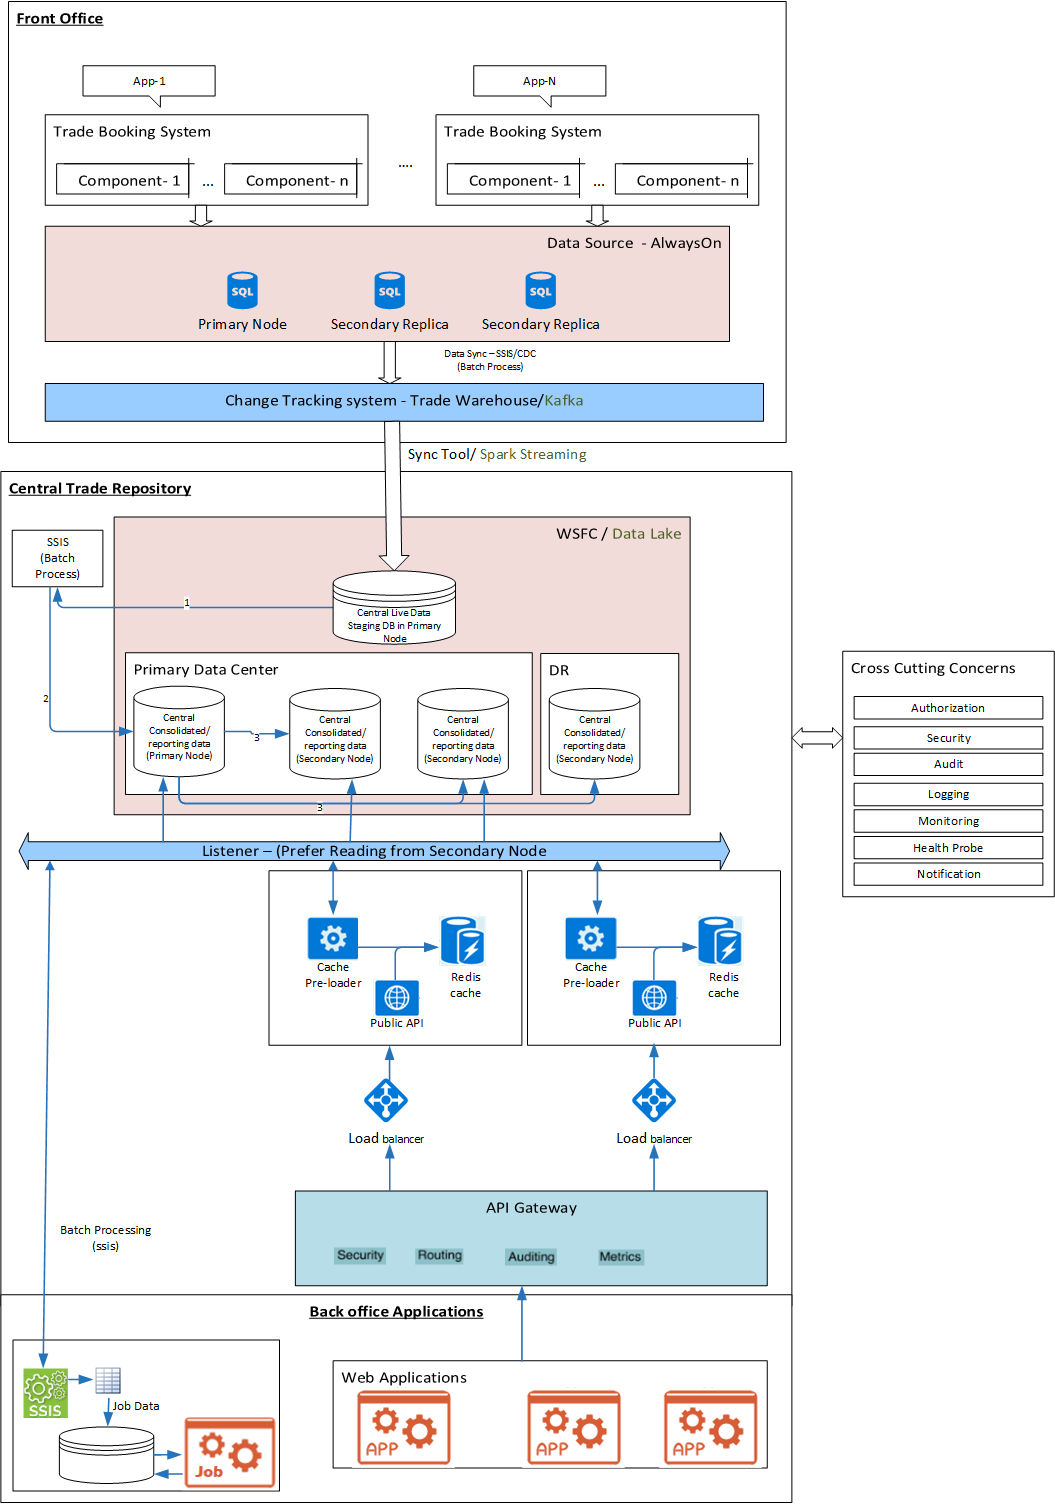 Front Office
App-1
App-N
Trade Booking System
Trade Booking System
....
Component- 1
...
Component- n
Component- 1
...
Component- n
Data Source - AlwaysOn
SQL
SQL
SQL
Primary Node
Secondary Replica
Secondary Replica
Data Sync – SSIS/CDC
(Batch Process)
Change Tracking system - Trade Warehouse/Kafka
Sync Tool/ Spark Streaming
Central Trade Repository
WSFC / Data Lake
SSIS
(Batch
Process)
1
Central Live Data
Staging DB in Primary
Node
2
Primary Data Center
DR
Central
Consolidated/
reporting data
(Primary Node)
3
Central
Consolidated/
reporting data
(Secondary Node)
Central
Consolidated/
reporting data
(Secondary Node)
Central
Consolidated/
reporting data
(Secondary Node)
3
Cross Cutting Concerns
Authorization
Security
Audit
Logging
Monitoring
Health Probe
Notification
Listener – (Prefer Reading from Secondary Node
Cache
Pre-loader
Redis
cache
Public API
Cache
Pre-loader
Redis
cache
Public API
Load balancer
Load balancer
API Gateway
Security
Routing
Auditing
Metrics
Batch Processing
(ssis)
Back office Applications
SSIS
Job Data
Job
Web Applications
APP
APP
APP